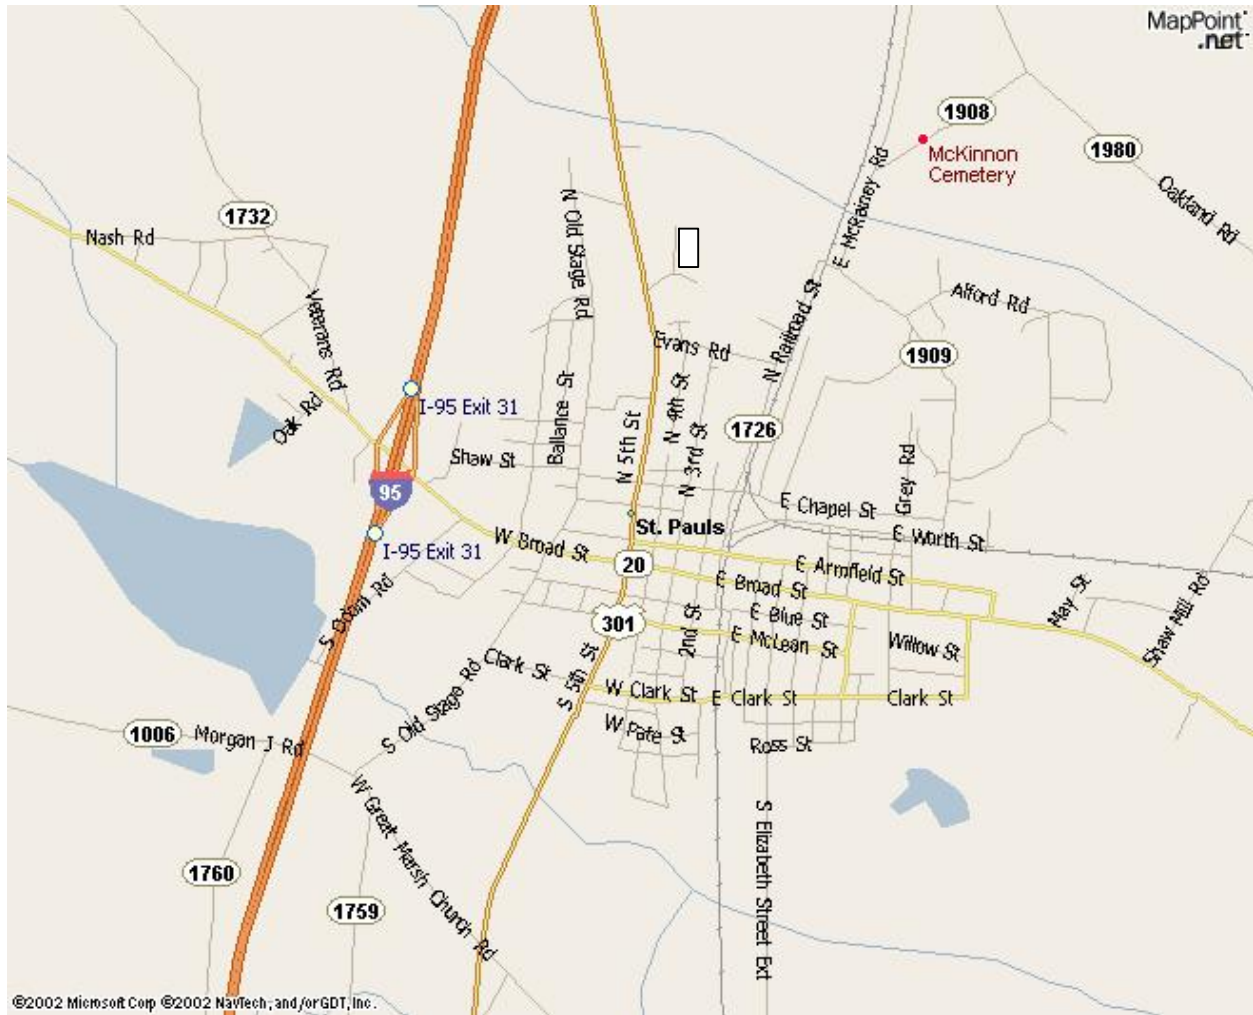 MapPoint
.net
1908
McKinnon
Cemetery
1980
Oakland Rd
E McRainey Rd
1732
Nash Rd
N Old Stage Rd
Veterans Rd
Alford Rd
N Railroad St
Evans Rd
1909
I-95 Exit 31
Oak Rd
Ballance St
N 5th St
N 4th St
N 3rd St
1726
Shaw St
Grey Rd
95
E Chapel St
St. Pauls
E Worth St
W Broad St
I-95 Exit 31
20
E Armfield St
E Broad St
S Odom Rd
301
2nd St
E Blue St
E McLean St
Willow St
May St
Shaw Mill Rd
Clark St
S 5th St
W Clark St
E Clark St
Clark St
S Old Stage Rd
W Pate St
Ross St
1006
Morgan J Rd
W Great Marsh Church Rd
S Elizabeth Street Ext
1760
1759
©2002 Microsoft Corp ©2002 NavTech, and/or GDT, Inc.